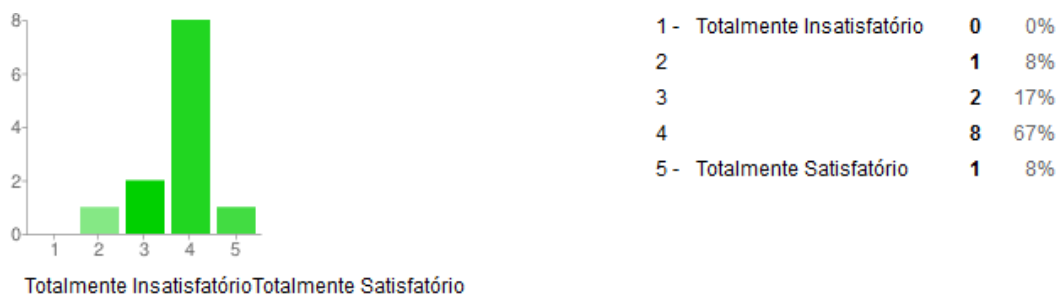 8
6
4
2
0
1 2 3 4 5
Totalmente InsatisfatórioTotalmente Satisfatório
1 - Totalmente Insatisfatório 0 0%
2 1 8%
3 2 17%
4 8 67%
5 - Totalmente Satisfatório 1 8%